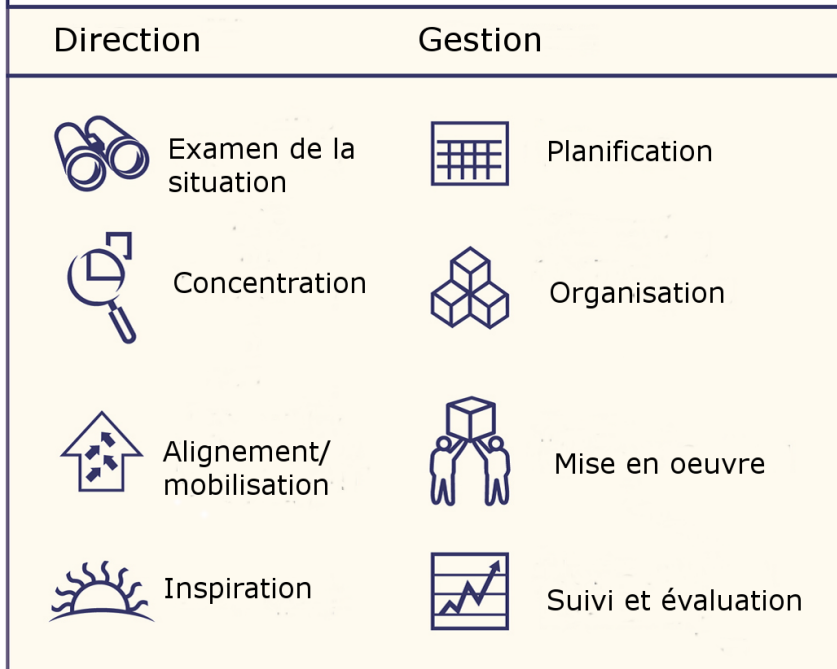 Direction
Gestion
Examen de la
situation
Planification
Concentration
Organisation
Alignement/
mobilisation
Mise en oeuvre
Inspiration
Suivi et évaluation